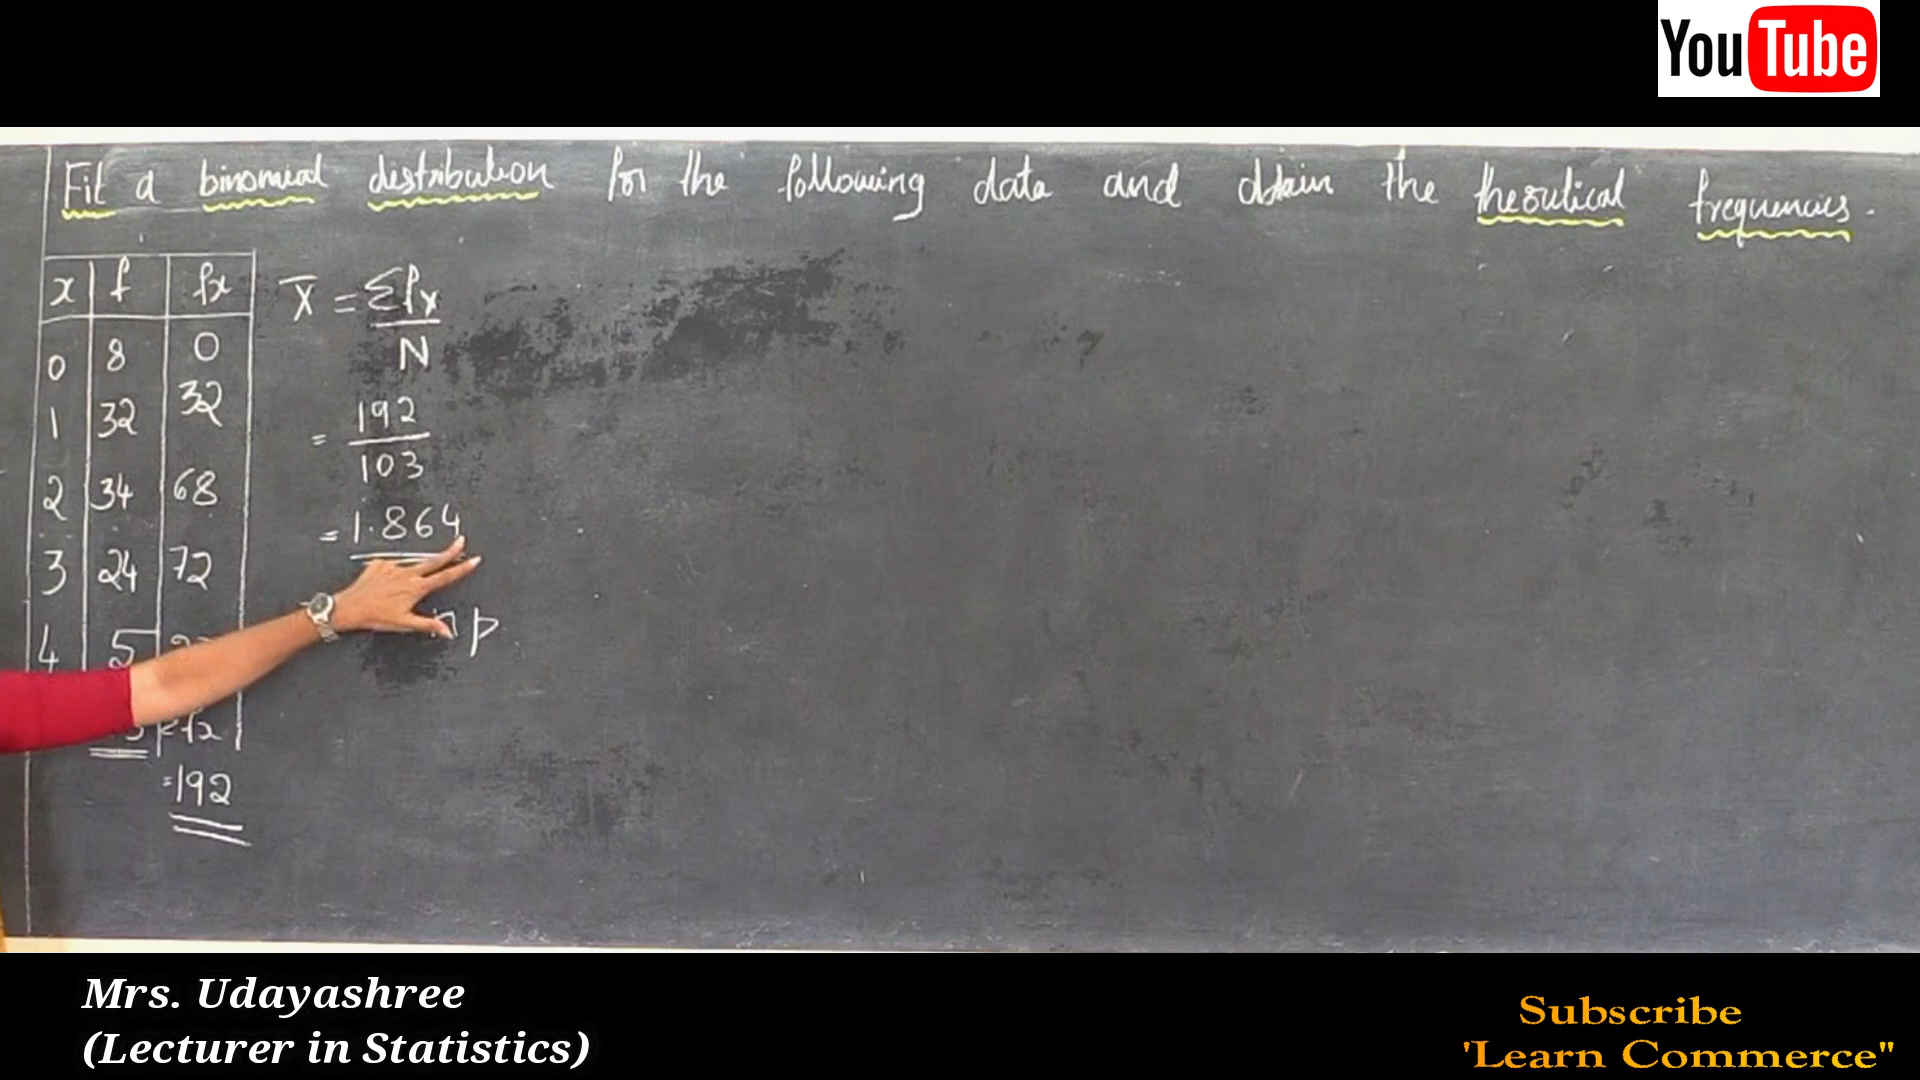 YouTube
Fit a binomial distribution for the following data and obtain the theoretical frequencies.
x f fx
0 8 0
1 32 32
2 34 68
3 24 72
4 5
=192
X̄ = Σfx
N
= 192
103
= 1.864
np
Mrs. Udayashree
(Lecturer in Statistics)
Subscribe
'Learn Commerce"